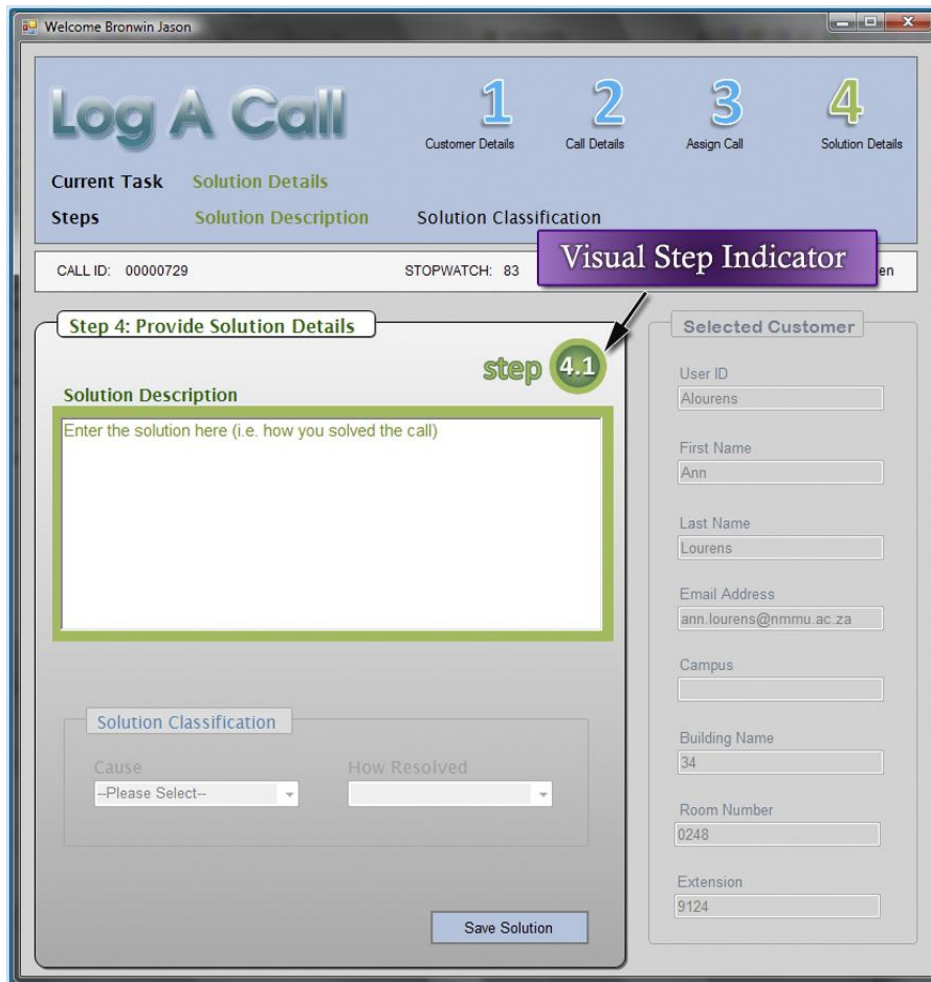 Welcome Bronwin Jason
Log A Call
1 2 3 4
Customer Details Call Details Assign Call Solution Details
Current Task Solution Details
Steps Solution Description Solution Classification
Visual Step Indicator
CALL ID: 00000729 STOPWATCH: 83 en
Step 4: Provide Solution Details
step 4.1
Solution Description
Enter the solution here (i.e. how you solved the call)
Solution Classification
Cause How Resolved
--Please Select--
Save Solution
Selected Customer
User ID
Alourens
First Name
Ann
Last Name
Lourens
Email Address
ann.lourens@nmmu.ac.za
Campus
Building Name
34
Room Number
0248
Extension
9124